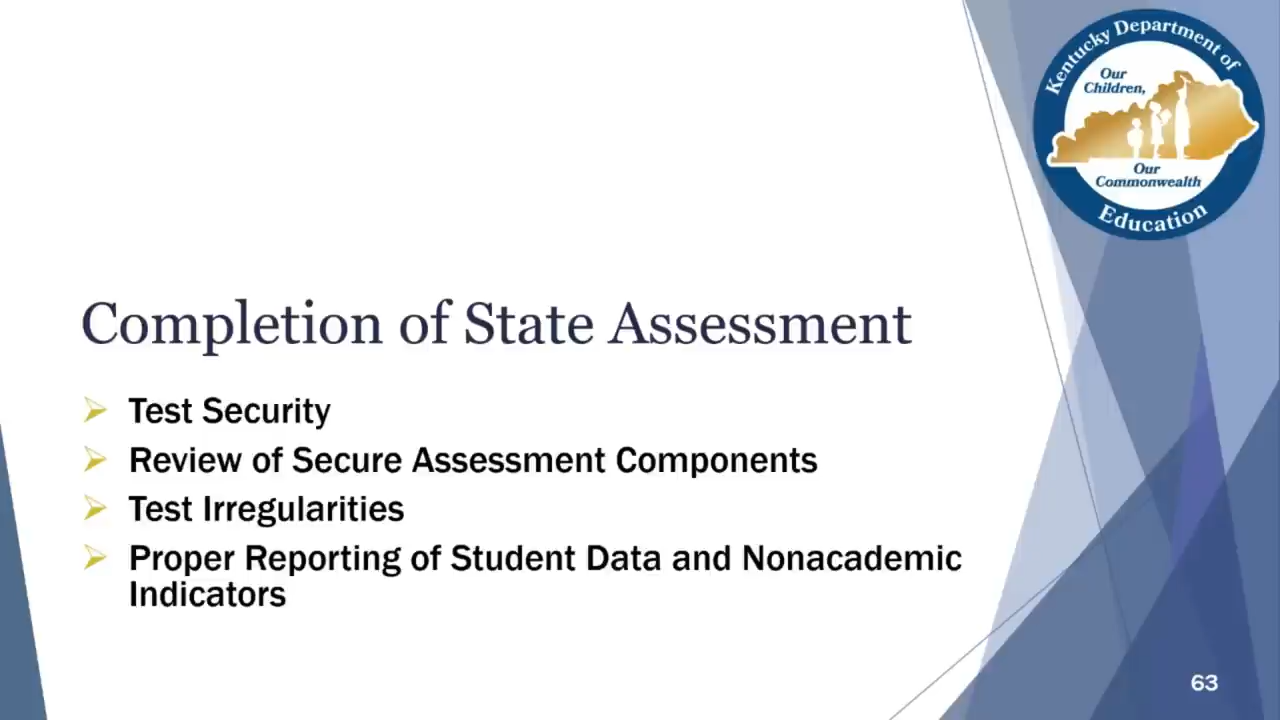 Kentucky Department of
Our
Children,
Our
Commonwealth
Education
Completion of State Assessment
Test Security
Review of Secure Assessment Components
Test Irregularities
Proper Reporting of Student Data and Nonacademic
Indicators
63